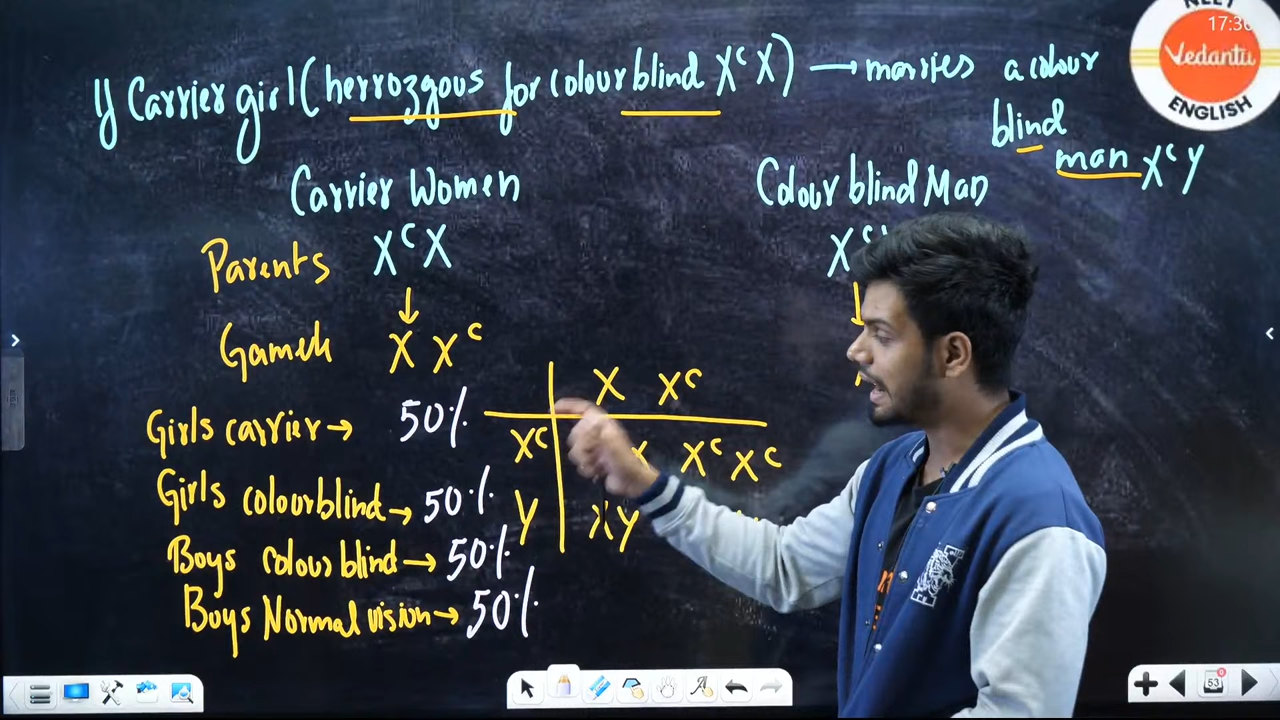 NEET
17:36
Vedantu
ENGLISH
If Carrier girl (herrozgous for colour blind XᶜX) → marries a colour
blind
man XᶜY
Carrier Women Colour blind Man
Parents XᶜX
Gamete X Xᶜ
X Xᶜ
Girls carrier → 50%
Xᶜ XᶜXᶜ
Girls colourblind → 50%
Y XY
Boys colour blind → 50%
Boys Normal vision → 50%
53